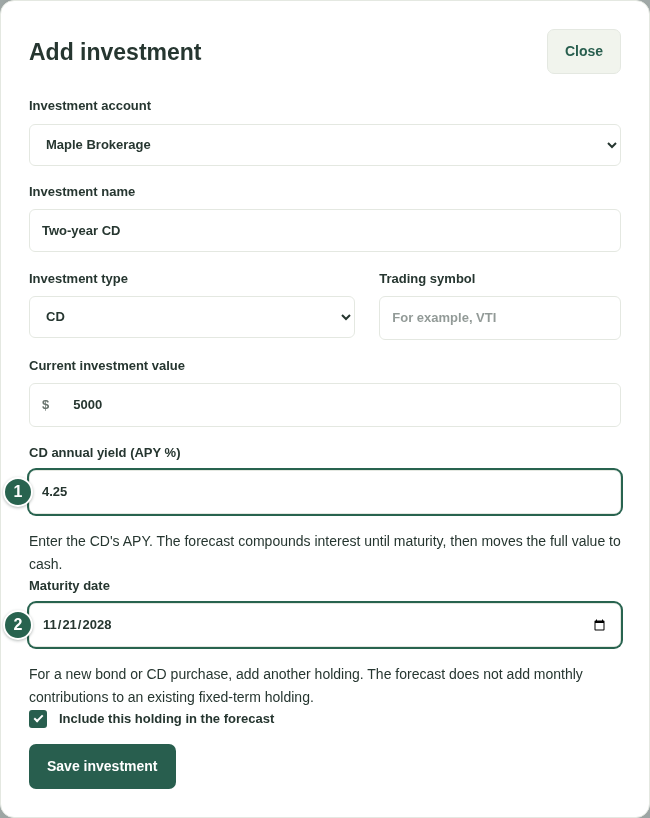 Add investment
Close
Investment account
Maple Brokerage
Investment name
Two-year CD
Investment type
Trading symbol
CD
For example, VTI
Current investment value
$ 5000
CD annual yield (APY %)
1
4.25
Enter the CD's APY. The forecast compounds interest until maturity, then moves the full value to
cash.
Maturity date
2
11/21/2028
For a new bond or CD purchase, add another holding. The forecast does not add monthly
contributions to an existing fixed-term holding.
Include this holding in the forecast
Save investment